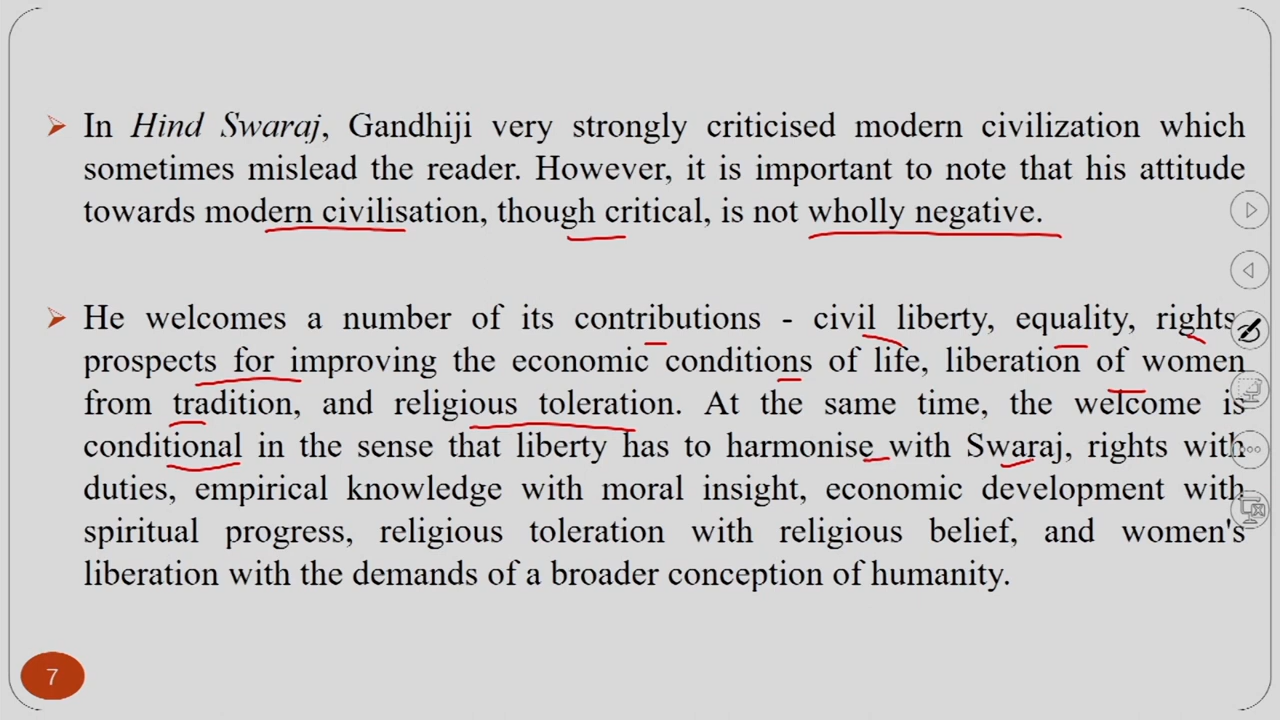 In Hind Swaraj, Gandhiji very strongly criticised modern civilization which
sometimes mislead the reader. However, it is important to note that his attitude
towards modern civilisation, though critical, is not wholly negative.
He welcomes a number of its contributions - civil liberty, equality, rights,
prospects for improving the economic conditions of life, liberation of women
from tradition, and religious toleration. At the same time, the welcome is
conditional in the sense that liberty has to harmonise with Swaraj, rights with
duties, empirical knowledge with moral insight, economic development with
spiritual progress, religious toleration with religious belief, and women's
liberation with the demands of a broader conception of humanity.
7